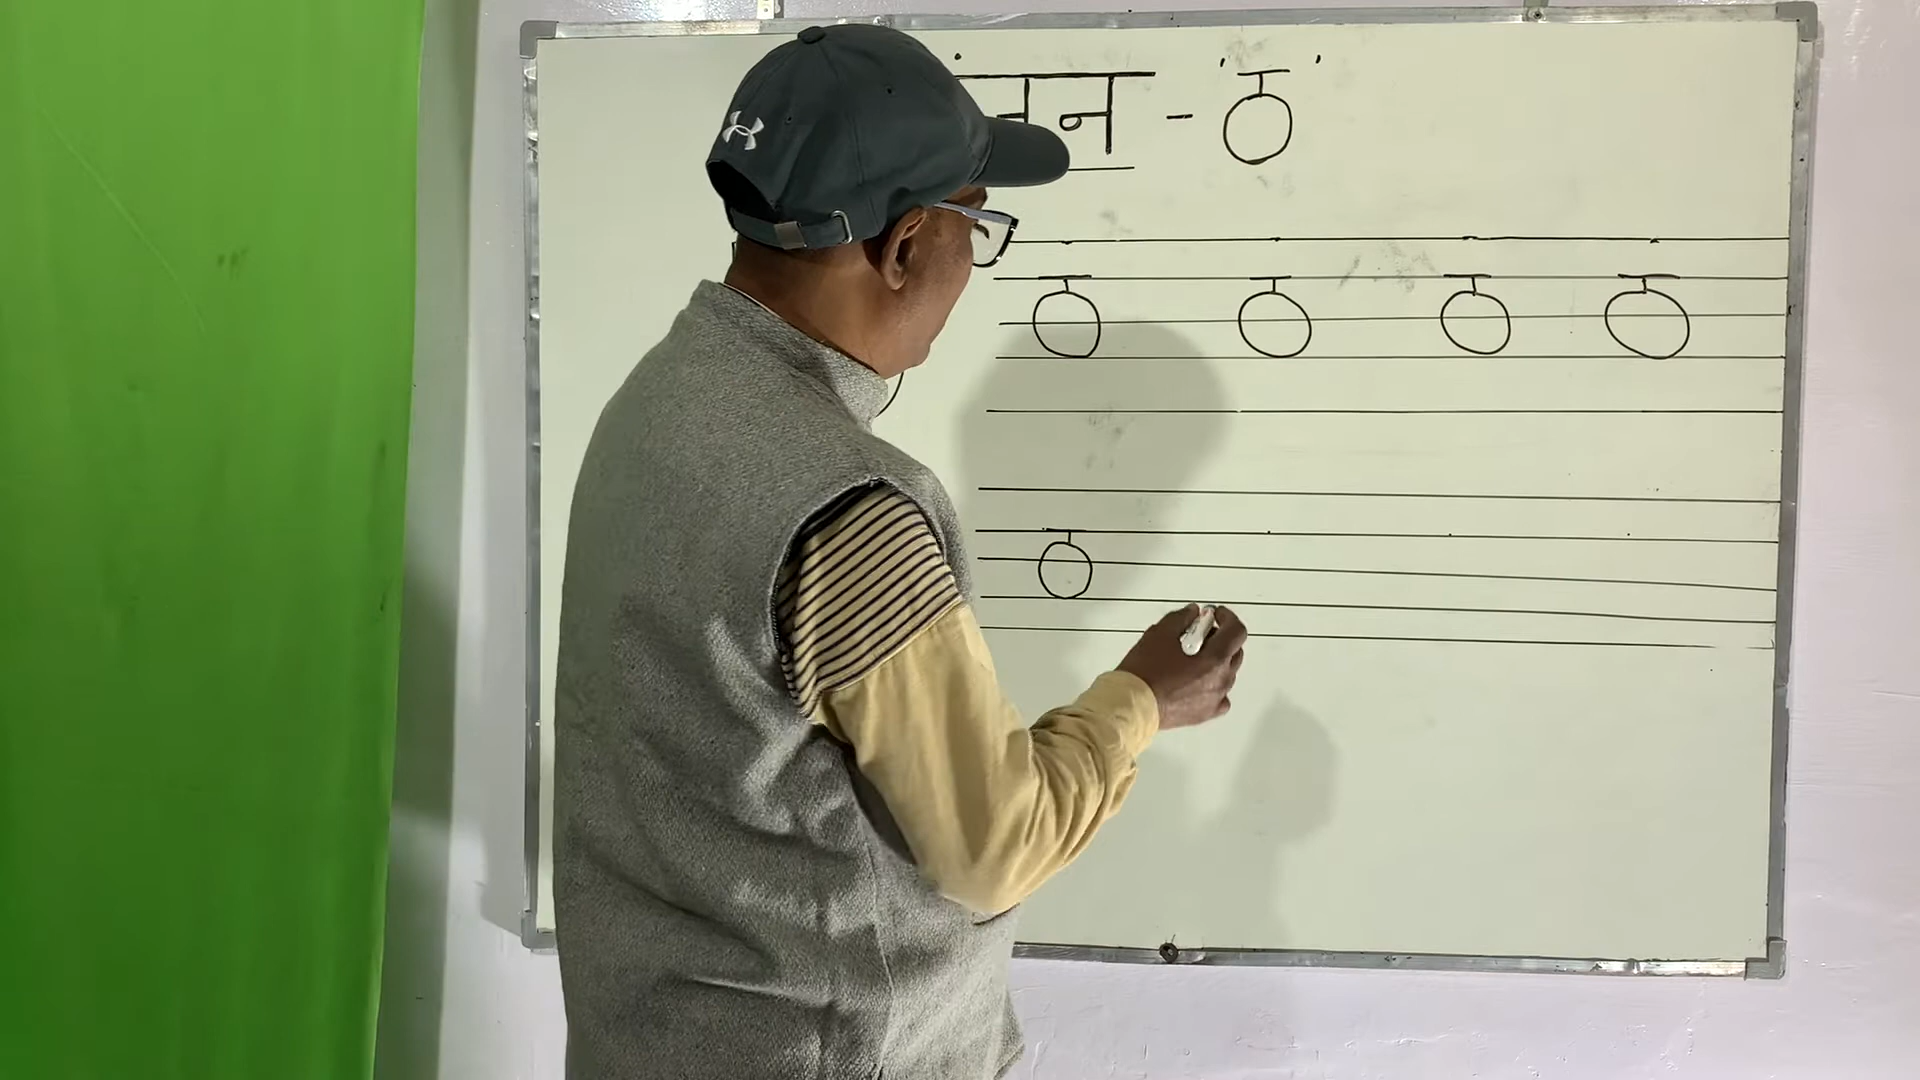 न - 'ठ'
ठ ठ ठ ठ
ठ